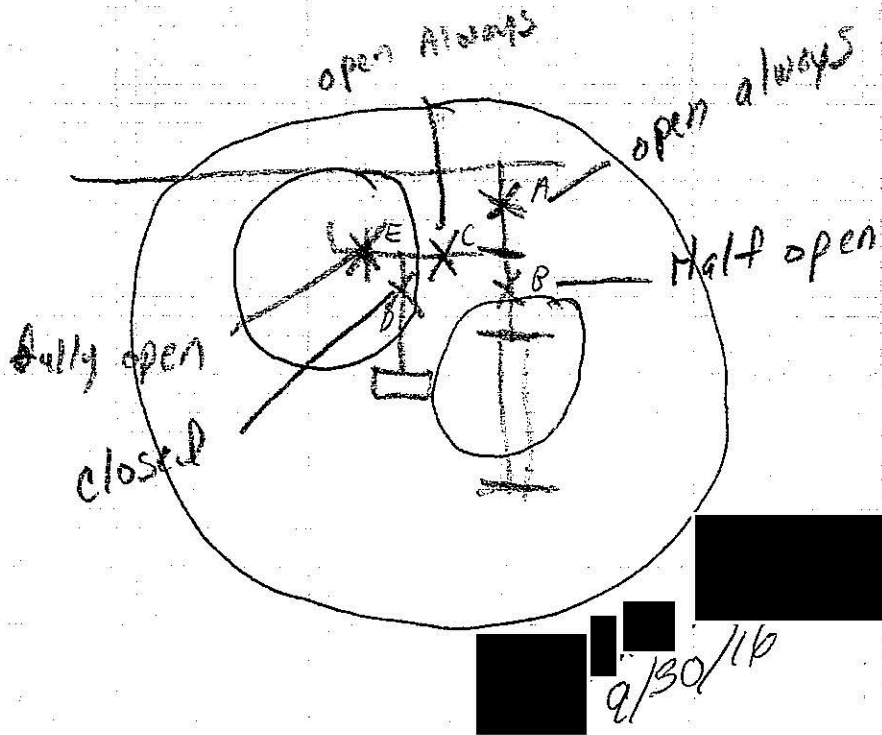 open Always
open always
A
E
C
B
Half open
D
fully open
closed
9/30/16